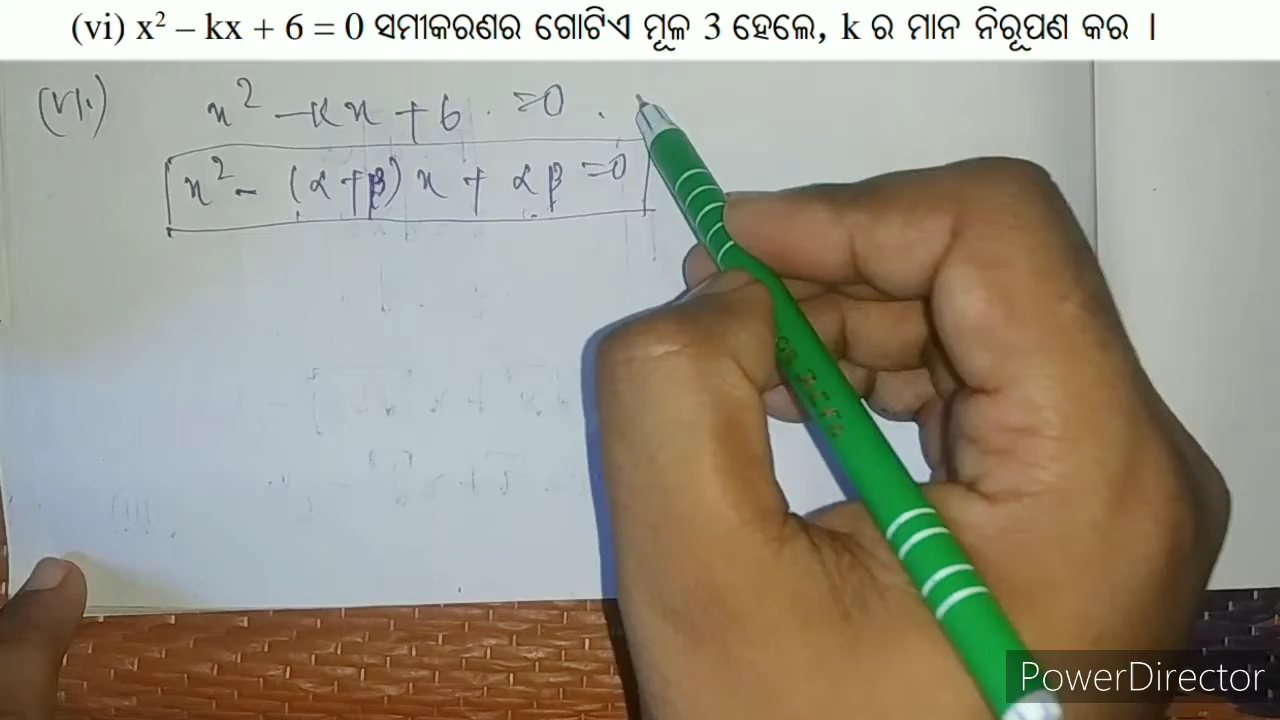 (vi) x² – kx + 6 = 0 ସମୀକରଣର ଗୋଟିଏ ମୂଳ 3 ହେଲେ, k ର ମାନ ନିରୂପଣ କର ।
(vi) x² – kx + 6 = 0 .
x² – (α + β) x + αβ = 0
PowerDirector